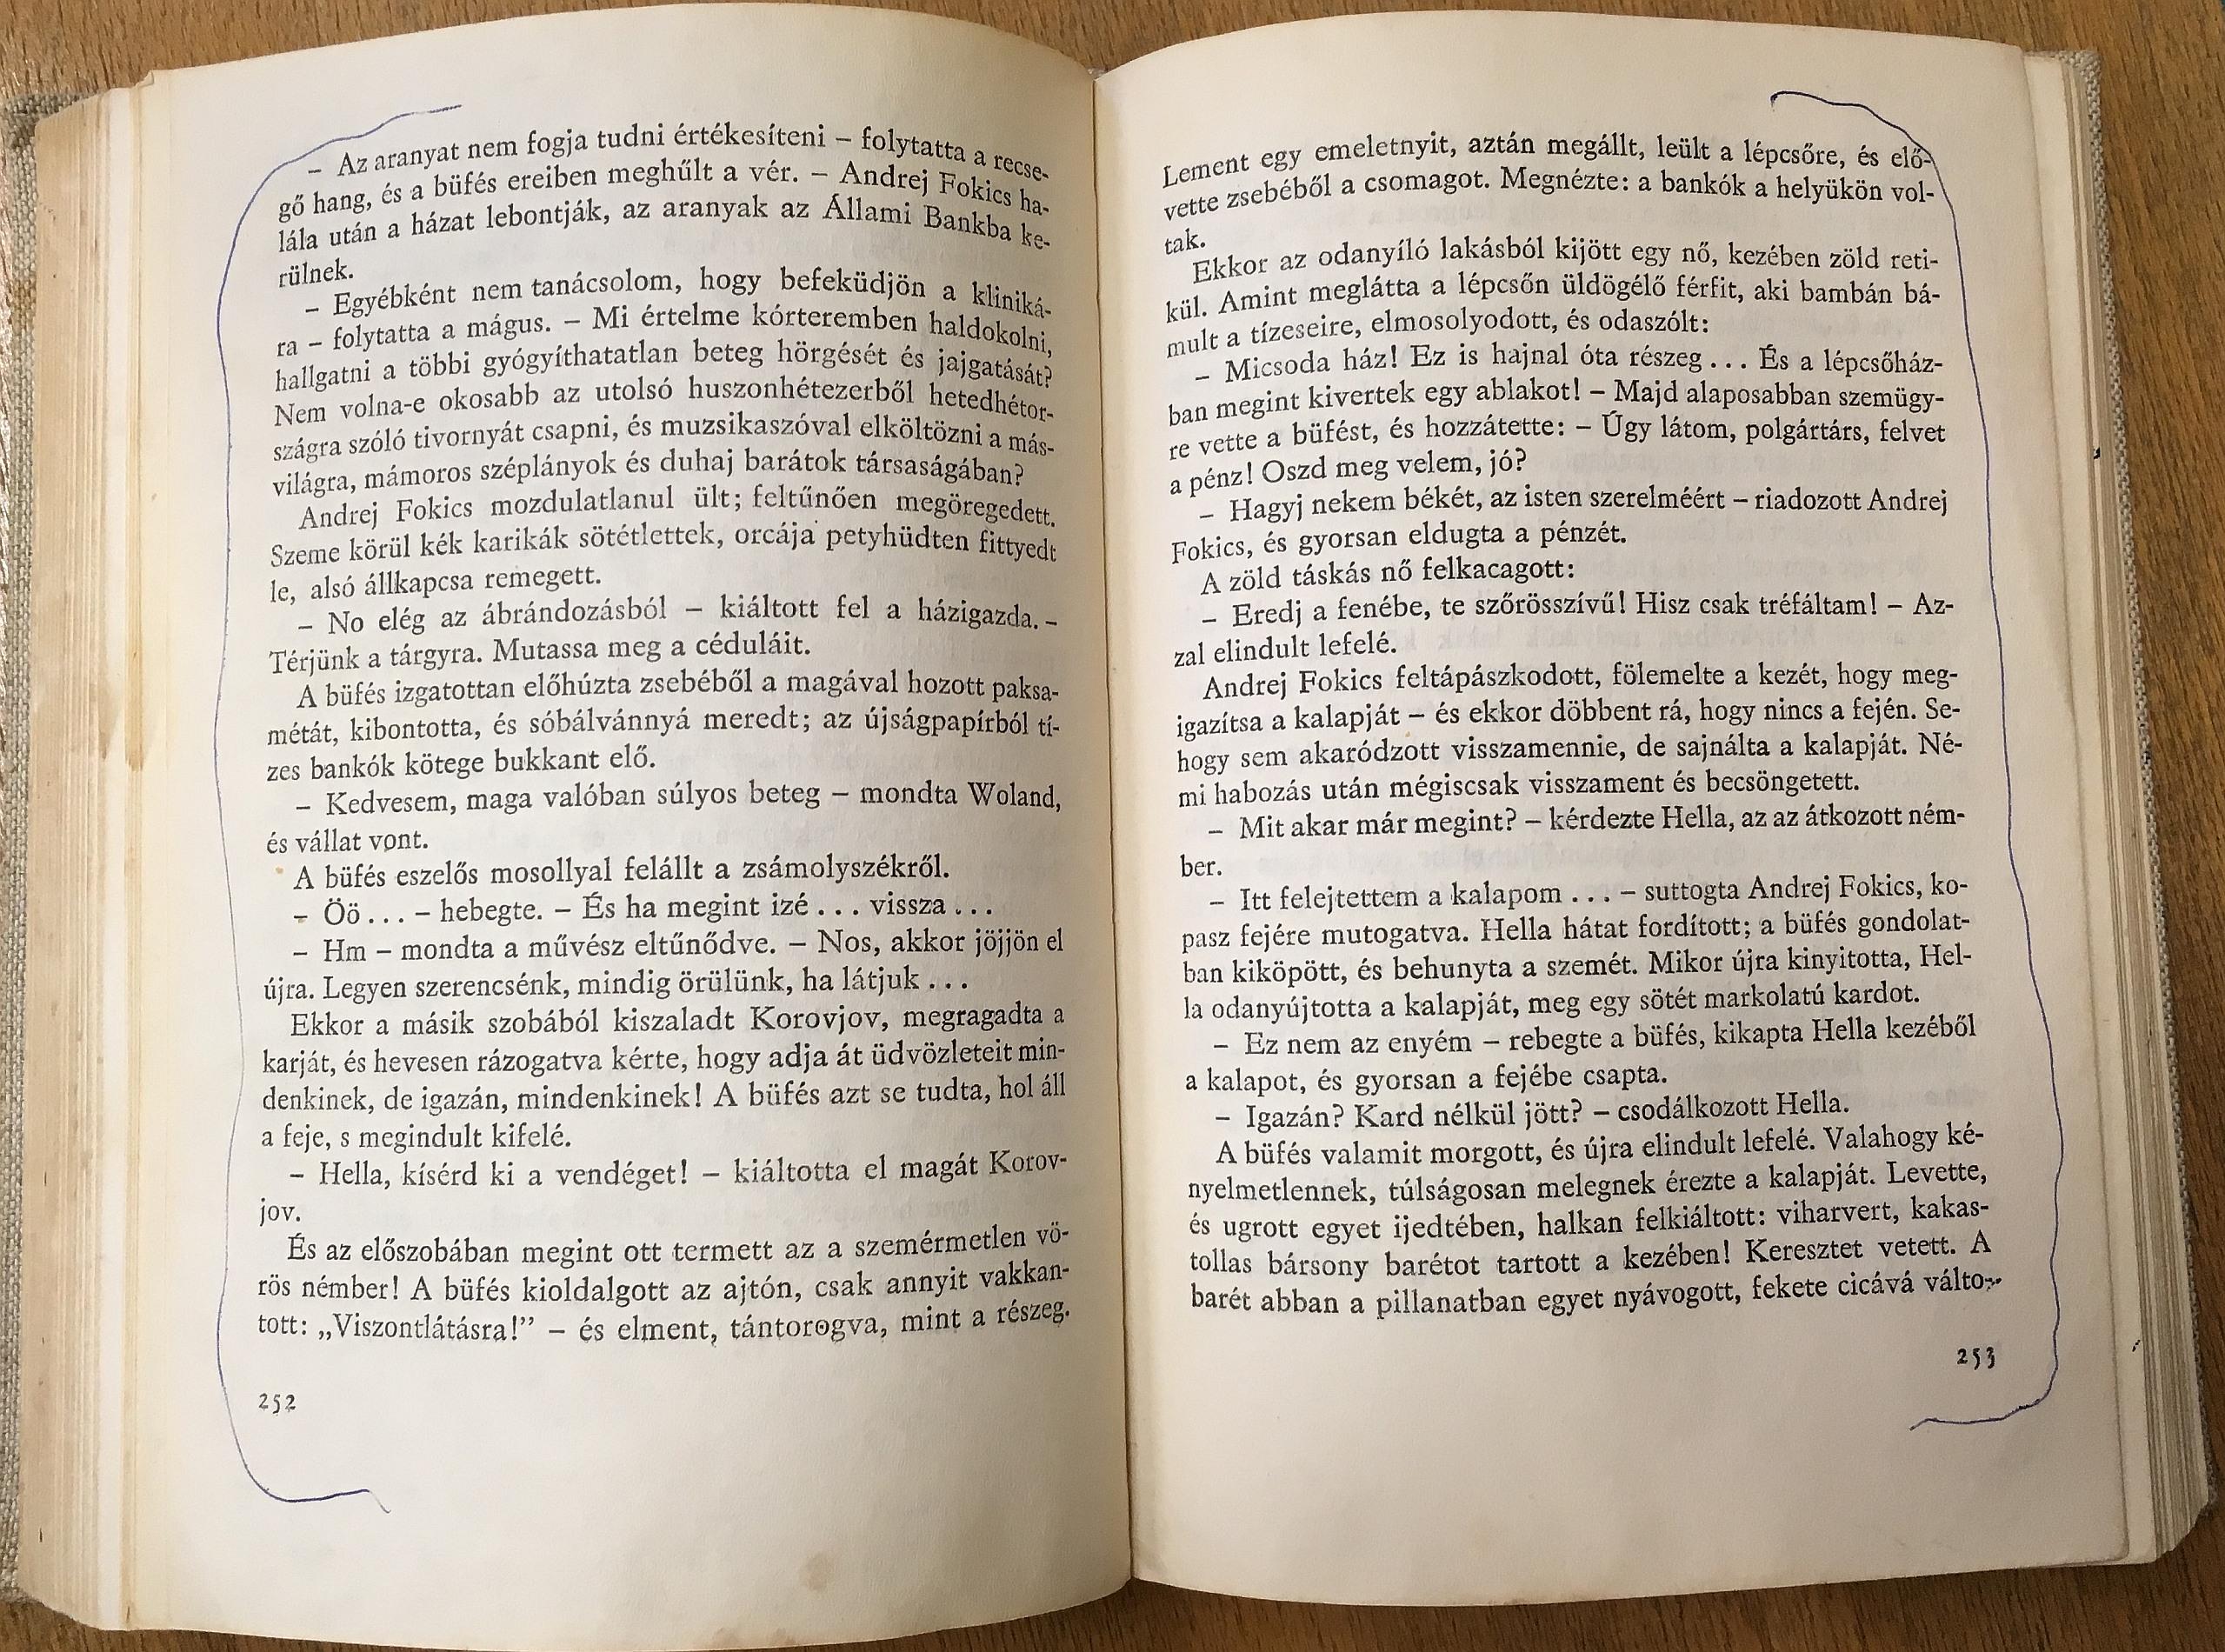 – Az aranyat nem fogja tudni értékesíteni – folytatta a recse-
gő hang, és a büfés ereiben meghűlt a vér. – Andrej Fokics ha-
lála után a házat lebontják, az aranyak az Állami Bankba ke-
rülnek.
– Egyébként nem tanácsolom, hogy befeküdjön a kliniká-
ra – folytatta a mágus. – Mi értelme kórteremben haldokolni,
hallgatni a többi gyógyíthatatlan beteg hörgését és jajgatását?
Nem volna-e okosabb az utolsó huszonhétezerből hetedhétor-
szágra szóló tivornyát csapni, és muzsikaszóval elköltözni a más-
világra, mámoros széplányok és duhaj barátok társaságában?
Andrej Fokics mozdulatlanul ült; feltűnően megöregedett.
Szeme körül kék karikák sötétlettek, orcája petyhüdten fittyedt
le, alsó állkapcsa remegett.
– No elég az ábrándozásból – kiáltott fel a házigazda. –
Térjünk a tárgyra. Mutassa meg a céduláit.
A büfés izgatottan előhúzta zsebéből a magával hozott paksa-
métát, kibontotta, és sóbálvánnyá meredt; az újságpapírból tí-
zes bankók kötege bukkant elő.
– Kedvesem, maga valóban súlyos beteg – mondta Woland,
és vállat vont.
A büfés eszelős mosollyal felállt a zsámolyszékről.
– Öö... – hebegte. – És ha megint izé... vissza...
– Hm – mondta a művész eltűnődve. – Nos, akkor jöjjön el
újra. Legyen szerencsénk, mindig örülünk, ha látjuk...
Ekkor a másik szobából kiszaladt Korovjov, megragadta a
karját, és hevesen rázogatva kérte, hogy adja át üdvözleteit min-
denkinek, de igazán, mindenkinek! A büfés azt se tudta, hol áll
a feje, s megindult kifelé.
– Hella, kísérd ki a vendéget! – kiáltotta el magát Korov-
jov.
És az előszobában megint ott termett az a szemérmetlen vö-
rös némber! A büfés kioldalgott az ajtón, csak annyit vakkan-
tott: „Viszontlátásra!” – és elment, tántorogva, mint a részeg.
252
Lement egy emeletnyit, aztán megállt, leült a lépcsőre, és elő-
vette zsebéből a csomagot. Megnézte: a bankók a helyükön vol-
tak.
Ekkor az odanyíló lakásból kijött egy nő, kezében zöld reti-
kül. Amint meglátta a lépcsőn üldögélő férfit, aki bambán bá-
mult a tízeseire, elmosolyodott, és odaszólt:
– Micsoda ház! Ez is hajnal óta részeg... És a lépcsőház-
ban megint kivertek egy ablakot! – Majd alaposabban szemügy-
re vette a büfést, és hozzátette: – Úgy látom, polgártárs, felvet
a pénz! Oszd meg velem, jó?
– Hagyj nekem békét, az isten szerelméért – riadozott Andrej
Fokics, és gyorsan eldugta a pénzét.
A zöld táskás nő felkacagott:
– Eredj a fenébe, te szőrösszívű! Hisz csak tréfáltam! – Az-
zal elindult lefelé.
Andrej Fokics feltápászkodott, fölemelte a kezét, hogy meg-
igazítsa a kalapját – és ekkor döbbent rá, hogy nincs a fején. Se-
hogy sem akaródzott visszamennie, de sajnálta a kalapját. Né-
mi habozás után mégiscsak visszament és becsöngetett.
– Mit akar már megint? – kérdezte Hella, az az átkozott ném-
ber.
– Itt felejtettem a kalapom... – suttogta Andrej Fokics, ko-
pasz fejére mutogatva. Hella hátat fordított; a büfés gondolat-
ban kiköpött, és behunyta a szemét. Mikor újra kinyitotta, Hel-
la odanyújtotta a kalapját, meg egy sötét markolatú kardot.
– Ez nem az enyém – rebegte a büfés, kikapta Hella kezéből
a kalapot, és gyorsan a fejébe csapta.
– Igazán? Kard nélkül jött? – csodálkozott Hella.
A büfés valamit morgott, és újra elindult lefelé. Valahogy ké-
nyelmetlennek, túlságosan melegnek érezte a kalapját. Levette,
és ugrott egyet ijedtében, halkan felkiáltott: viharvert, kakas-
tollas bársony barétot tartott a kezében! Keresztet vetett. A
barét abban a pillanatban egyet nyávogott, fekete cicává válto-
253